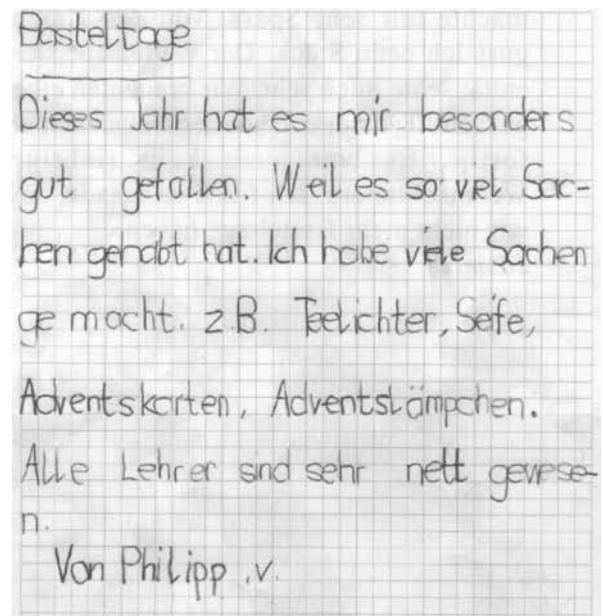 Basteltage
Dieses Jahr hat es mir besonders
gut gefallen. Weil es so viel Sac-
hen gehabt hat. Ich habe viele Sachen
ge macht. z.B. Teelichter, Seife,
Adventskarten, Adventslämpchen.
Alle Lehrer sind sehr nett gewese-
n.
Von Philipp .v.